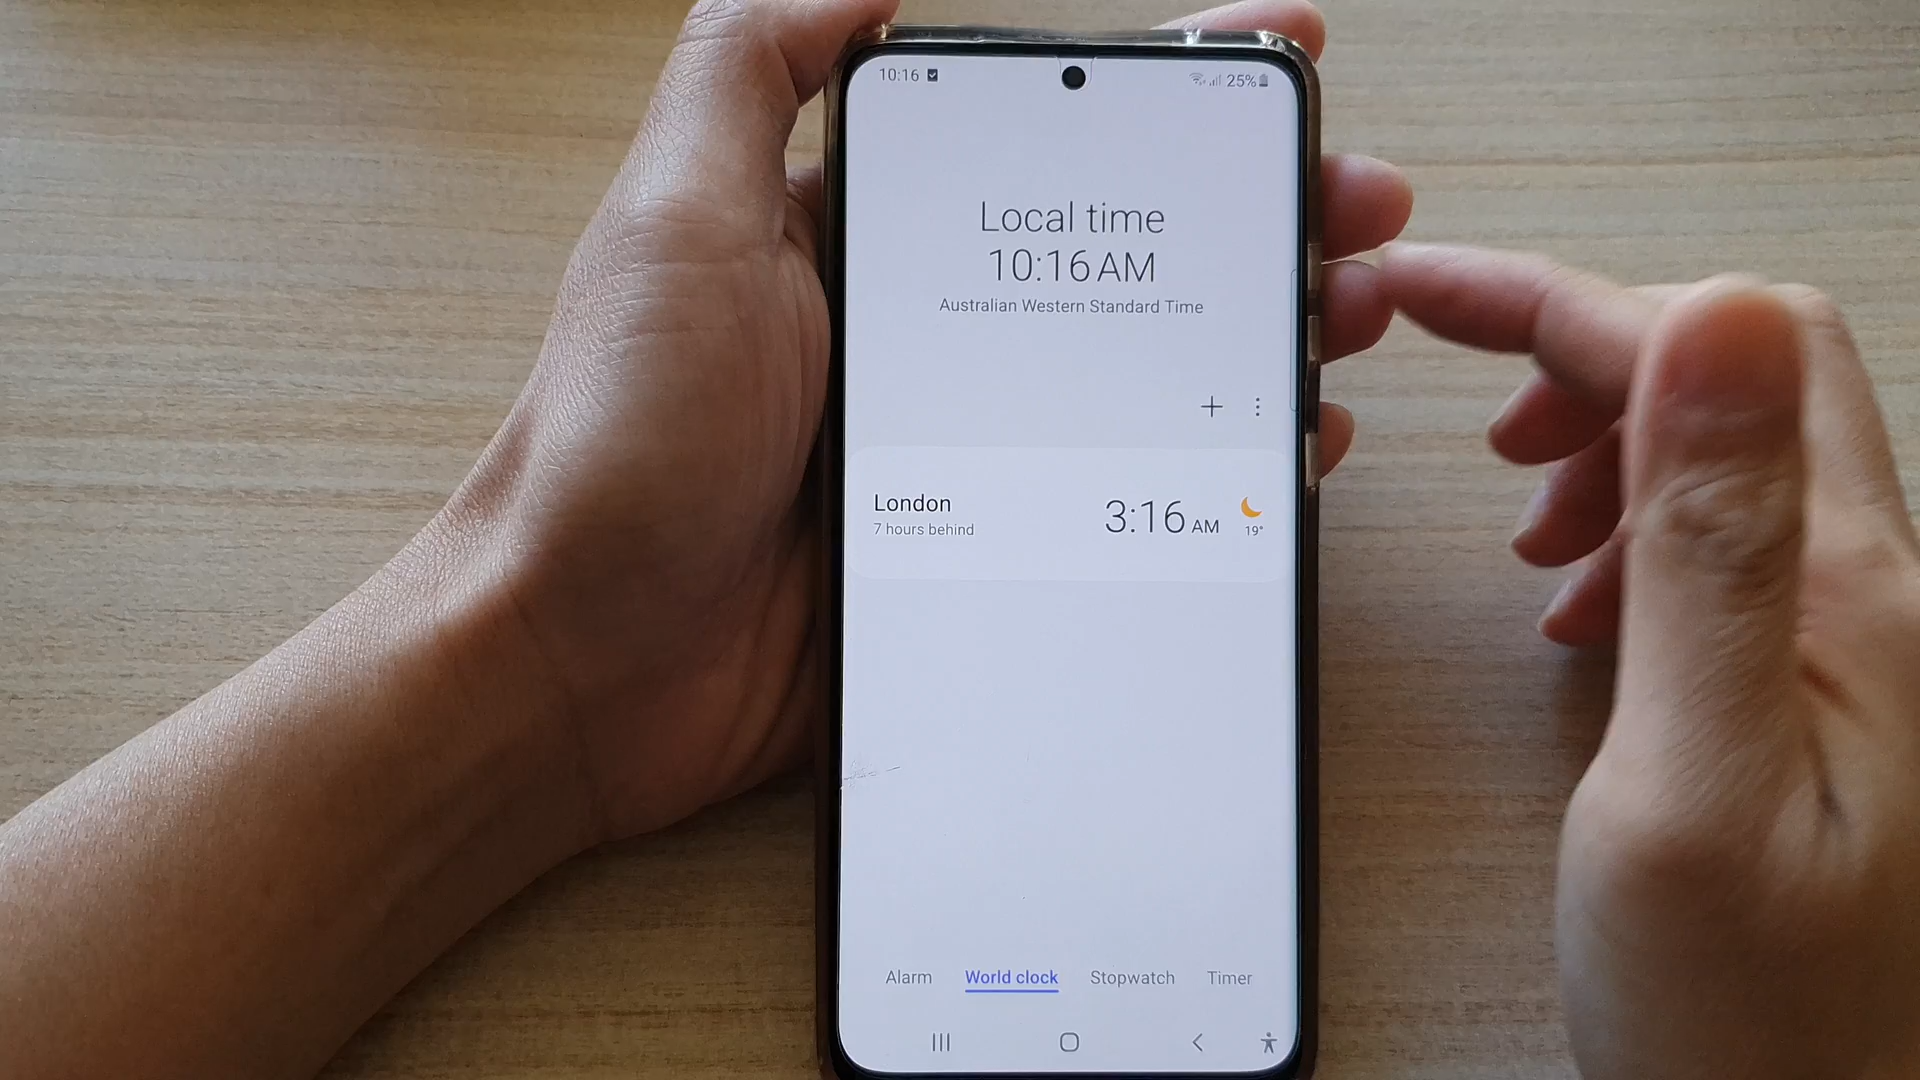 10:16
25%
Local time
10:16 AM
Australian Western Standard Time
London
7 hours behind
3:16 AM
19°
Alarm World clock Stopwatch Timer